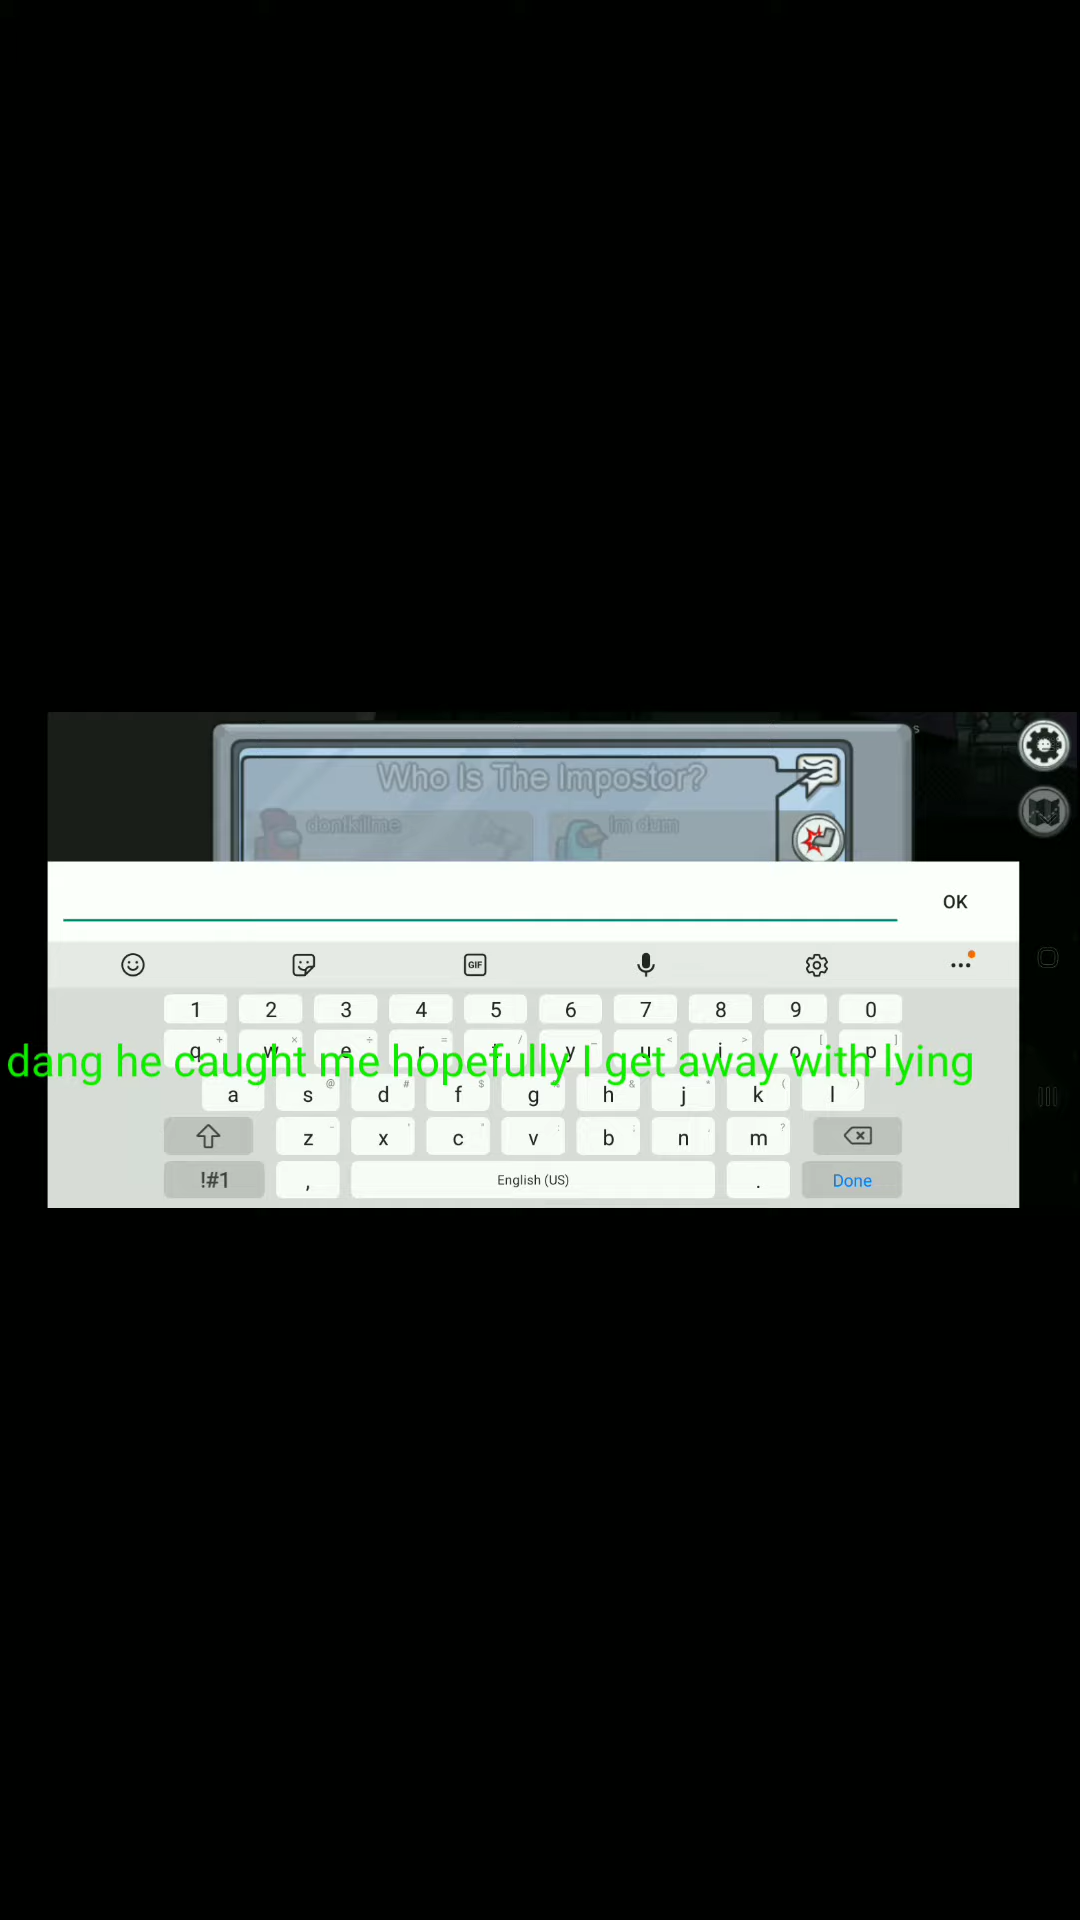 s
Who Is The Impostor?
dontkillme
Im dum
OK
GIF
1 2 3 4 5 6 7 8 9 0
q w e r t y u i o p
dang he caught me hopefully I get away with lying
a s d f g h j k l
z x c v b n m
!#1 , English (US) . Done